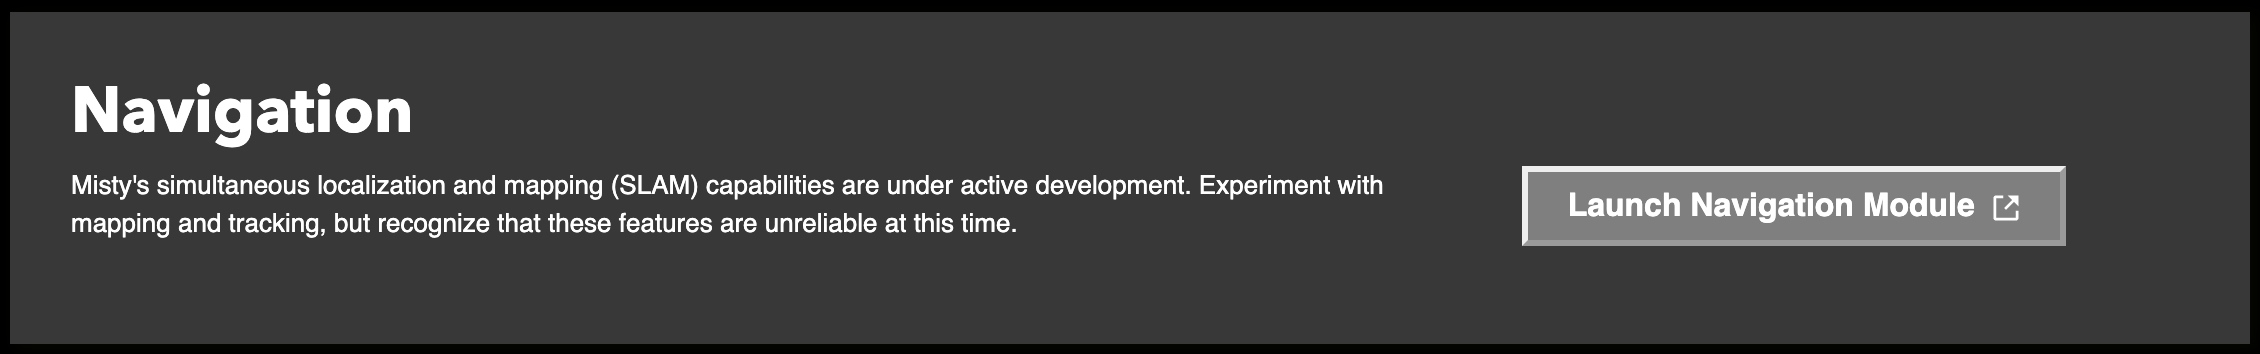 Navigation
Misty's simultaneous localization and mapping (SLAM) capabilities are under active development. Experiment with
mapping and tracking, but recognize that these features are unreliable at this time.
Launch Navigation Module